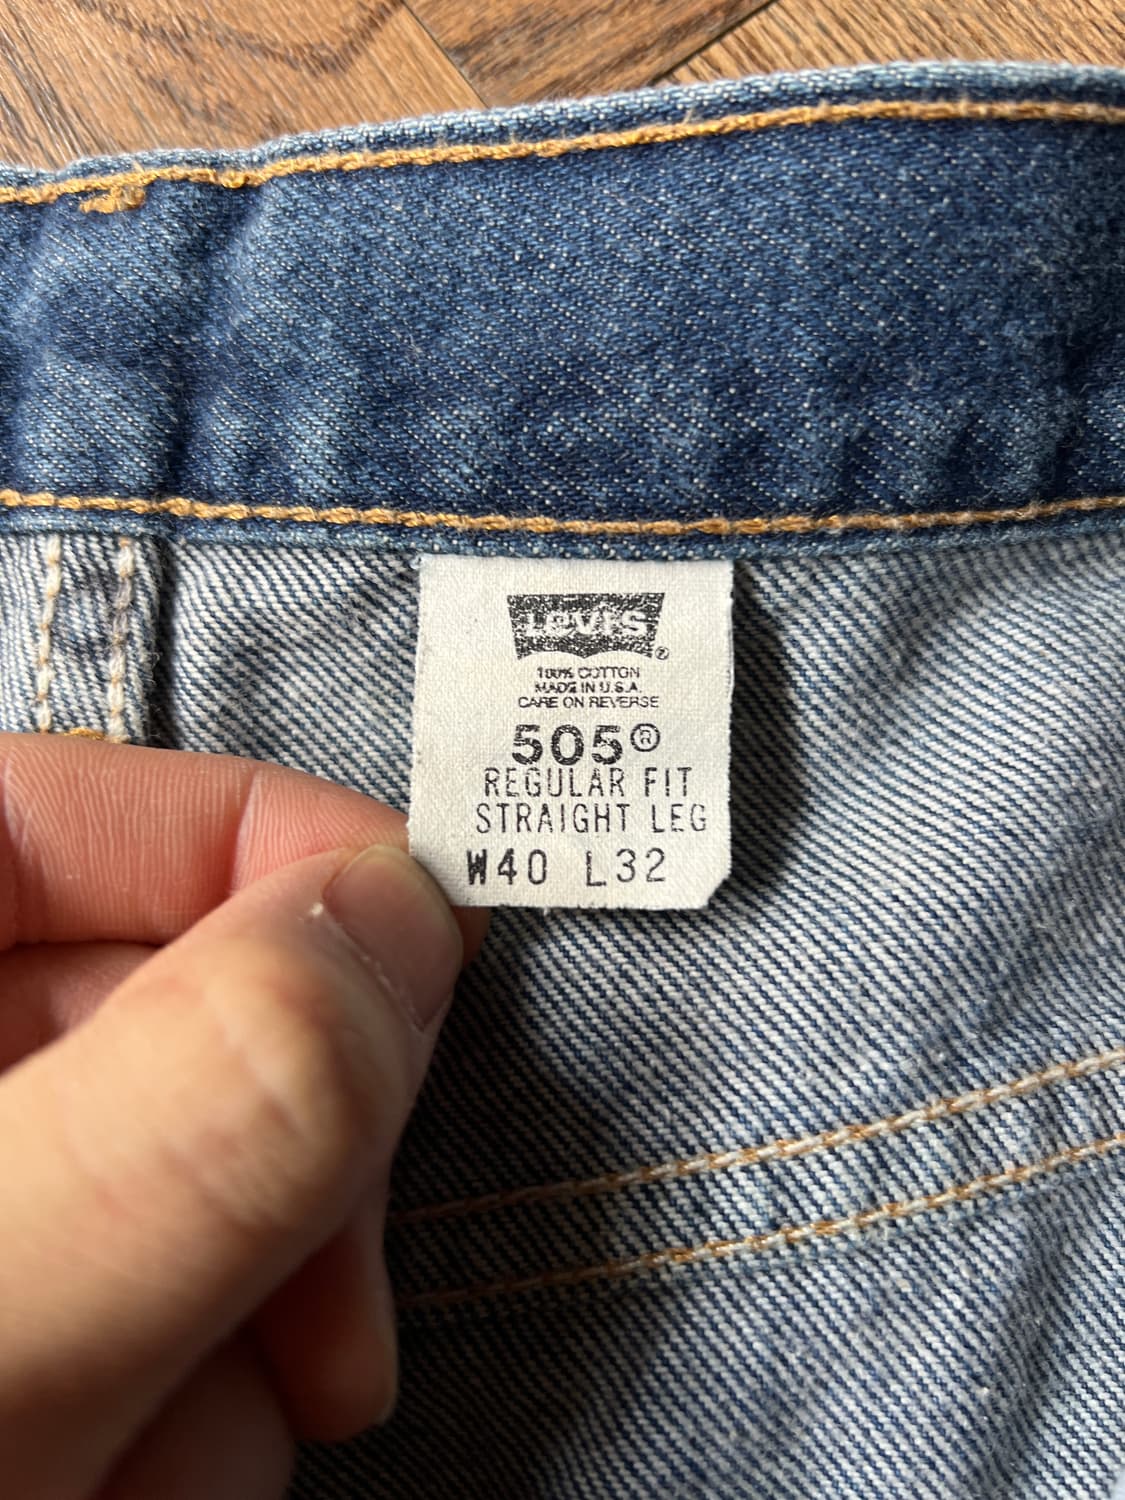 Levi's ®
100% COTTON
MADE IN U.S.A.
CARE ON REVERSE
505®
REGULAR FIT
STRAIGHT LEG
W40 L32